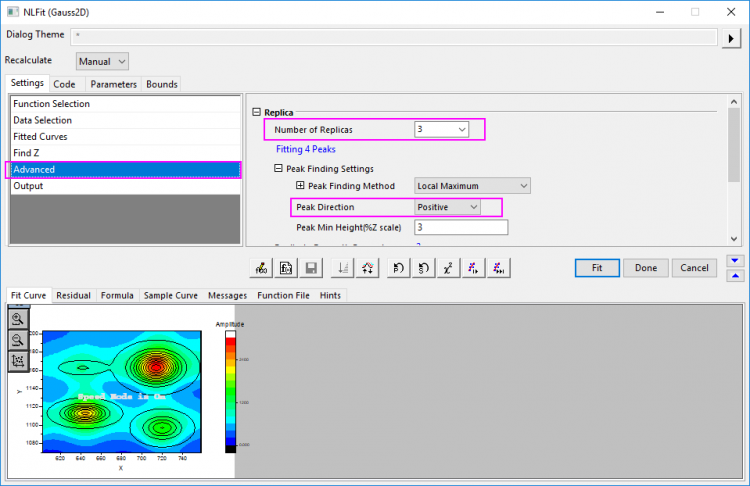 NLFit (Gauss2D)
Dialog Theme *
Recalculate Manual
Settings Code Parameters Bounds
Function Selection
Data Selection
Fitted Curves
Find Z
Advanced
Output
Replica
Number of Replicas 3
Fitting 4 Peaks
Peak Finding Settings
Peak Finding Method Local Maximum
Peak Direction Positive
Peak Min Height(%Z scale) 3
Fit Done Cancel
Fit Curve Residual Formula Sample Curve Messages Function File Hints
Amplitude
1160
1140
1120
1100
1080
Y
Speed Mode is On
620 640 660 680 700 720 740
X